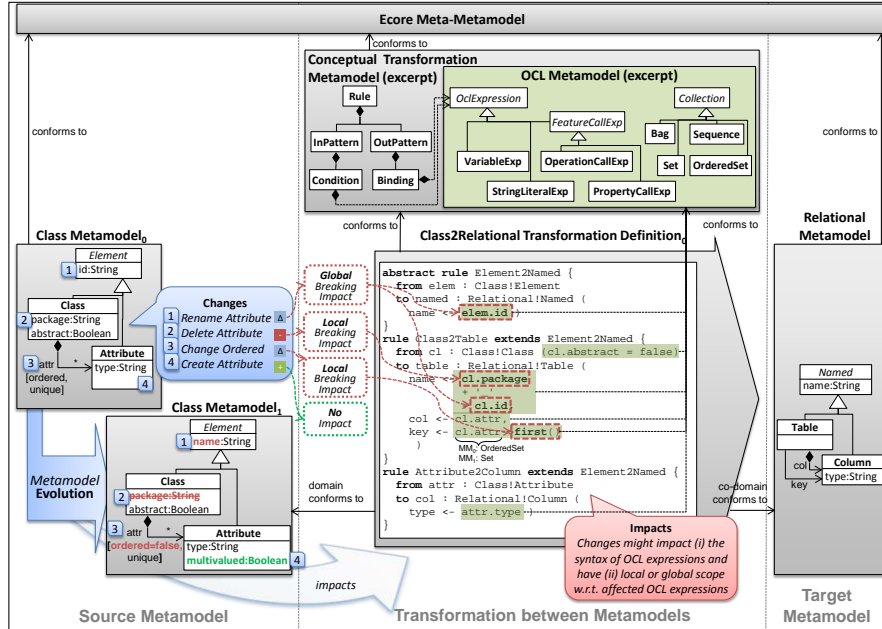 Ecore Meta-Metamodel
conforms to
conforms to
conforms to
Conceptual Transformation
Metamodel (excerpt)
Rule
InPattern
OutPattern
Condition
Binding
OCL Metamodel (excerpt)
OclExpression
Collection
FeatureCallExp
Bag
Sequence
VariableExp
OperationCallExp
Set
OrderedSet
StringLiteralExp
PropertyCallExp
conforms to
conforms to
conforms to
Class Metamodel0
Element
1
id:String
Class
2
package:String
abstract:Boolean
3
attr
*
[ordered,
unique]
Attribute
type:String
4
Changes
1 Rename Attribute Δ
2 Delete Attribute -
3 Change Ordered Δ
4 Create Attribute +
Global
Breaking
Impact
Local
Breaking
Impact
Local
Breaking
Impact
No
Impact
Class2Relational Transformation Definition0
abstract rule Element2Named {
from elem : Class!Element
to named : Relational!Named (
name <- elem.id )
}
rule Class2Table extends Element2Named {
from cl : Class!Class (cl.abstract = false)
to table : Relational!Table (
name <- cl.package
+ '_'
cl.id,
col <- cl.attr,
key <- cl.attr.first()
MM0: OrderedSet
MM1: Set
)
}
rule Attribute2Column extends Element2Named {
from attr : Class!Attribute
to col : Relational!Column (
type <- attr.type )
}
Impacts
Changes might impact (i) the
syntax of OCL expressions and
have (ii) local or global scope
w.r.t. affected OCL expressions
Relational
Metamodel
Named
name:String
Table
col
key
Column
type:String
Metamodel
Evolution
Class Metamodel1
Element
1
name:String
Class
2
package:String
abstract:Boolean
3
attr
*
[ordered=false,
unique]
Attribute
type:String
multivalued:Boolean
4
domain
conforms to
co-domain
conforms to
impacts
Source Metamodel
Transformation between Metamodels
Target
Metamodel